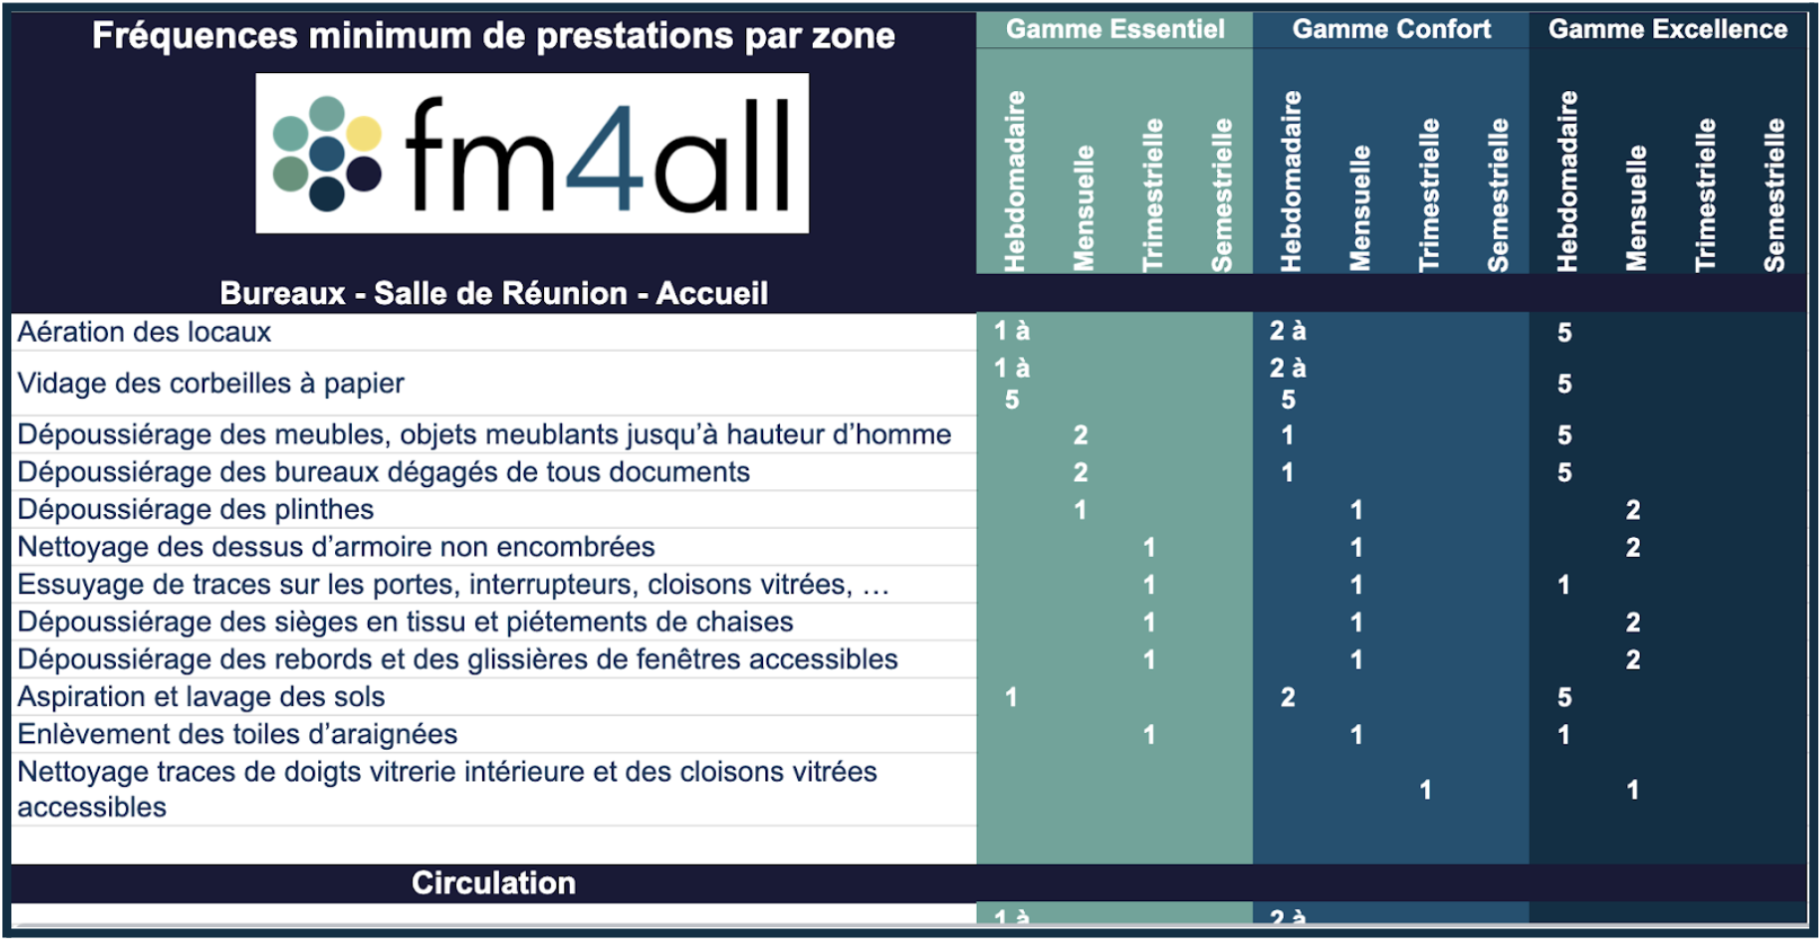 Fréquences minimum de prestations par zone
Gamme Essentiel
Gamme Confort
Gamme Excellence
fm4all
Hebdomadaire
Mensuelle
Trimestrielle
Semestrielle
Hebdomadaire
Mensuelle
Trimestrielle
Semestrielle
Hebdomadaire
Mensuelle
Trimestrielle
Semestrielle
Bureaux - Salle de Réunion - Accueil
Aération des locaux 1 à 2 à 5
Vidage des corbeilles à papier 1 à 5 2 à 5 5
Dépoussiérage des meubles, objets meublants jusqu’à hauteur d’homme 2 1 5
Dépoussiérage des bureaux dégagés de tous documents 2 1 5
Dépoussiérage des plinthes 1 1 2
Nettoyage des dessus d’armoire non encombrées 1 1 2
Essuyage de traces sur les portes, interrupteurs, cloisons vitrées, … 1 1 1
Dépoussiérage des sièges en tissu et piétements de chaises 1 1 2
Dépoussiérage des rebords et des glissières de fenêtres accessibles 1 1 2
Aspiration et lavage des sols 1 2 5
Enlèvement des toiles d’araignées 1 1 1
Nettoyage traces de doigts vitrerie intérieure et des cloisons vitrées
accessibles 1 1
Circulation
1 à 2 à